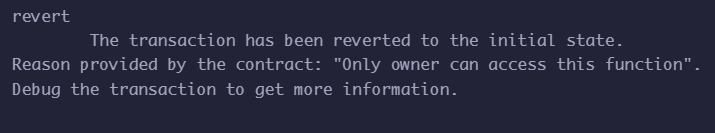 revert
The transaction has been reverted to the initial state.
Reason provided by the contract: "Only owner can access this function".
Debug the transaction to get more information.